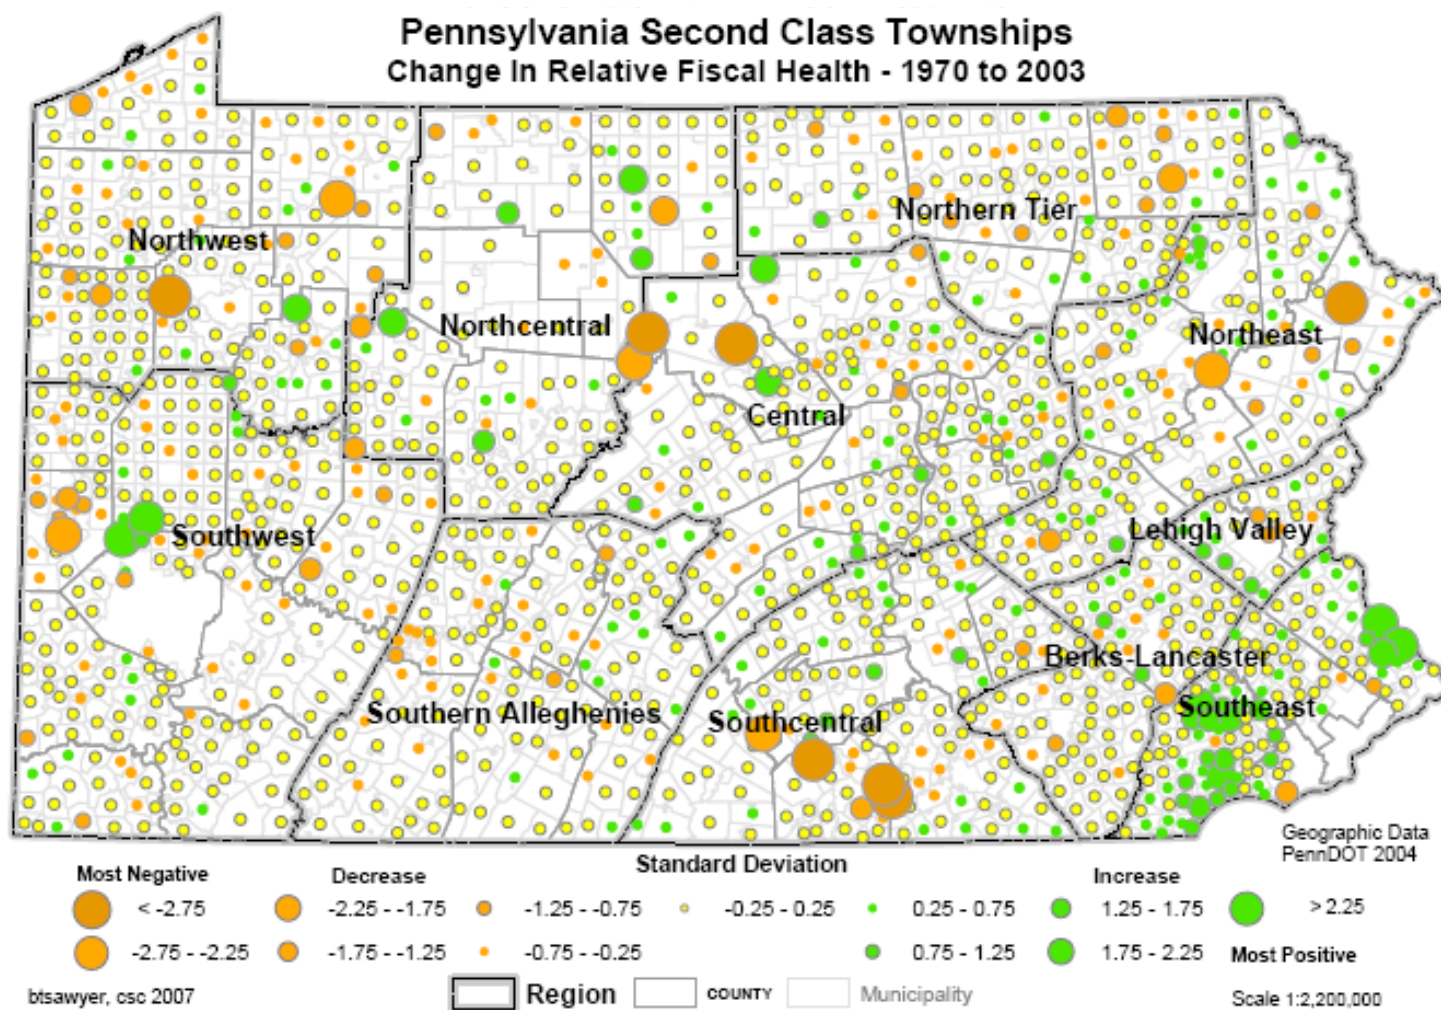 Pennsylvania Second Class Townships
Change In Relative Fiscal Health - 1970 to 2003
Northwest
Northern Tier
Northcentral
Northeast
Central
Southwest
Lehigh Valley
Berks-Lancaster
Southern Alleghenies
Southcentral
Southeast
Geographic Data
PennDOT 2004
Standard Deviation
Most Negative
Decrease
Increase
< -2.75
-2.25 - -1.75
-1.25 - -0.75
-0.25 - 0.25
0.25 - 0.75
1.25 - 1.75
> 2.25
-2.75 - -2.25
-1.75 - -1.25
-0.75 - -0.25
0.75 - 1.25
1.75 - 2.25
Most Positive
btsawyer, csc 2007
Region
COUNTY
Municipality
Scale 1:2,200,000